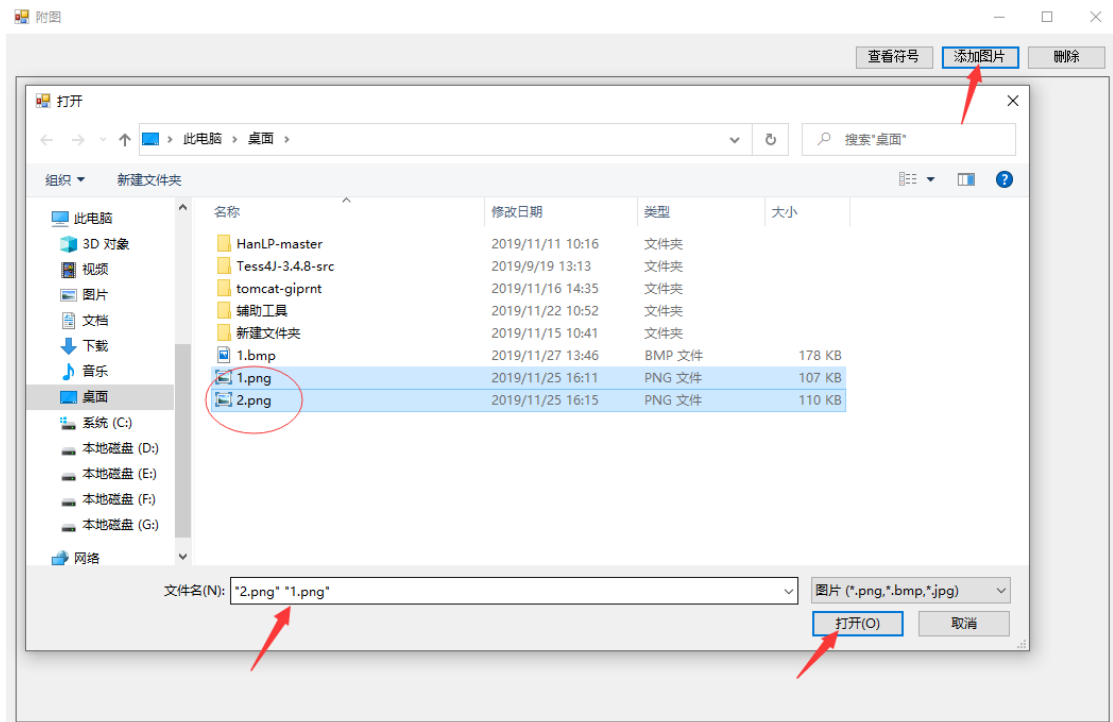 附图
查看符号 添加图片 删除
打开
此电脑 › 桌面 ›
搜索"桌面"
组织 新建文件夹
此电脑
3D 对象
视频
图片
文档
下载
音乐
桌面
系统 (C:)
本地磁盘 (D:)
本地磁盘 (E:)
本地磁盘 (F:)
本地磁盘 (G:)
网络
名称 修改日期 类型 大小
HanLP-master 2019/11/11 10:16 文件夹
Tess4J-3.4.8-src 2019/9/19 13:13 文件夹
tomcat-giprnt 2019/11/16 14:35 文件夹
辅助工具 2019/11/22 10:52 文件夹
新建文件夹 2019/11/15 10:41 文件夹
1.bmp 2019/11/27 13:46 BMP 文件 178 KB
1.png 2019/11/25 16:11 PNG 文件 107 KB
2.png 2019/11/25 16:15 PNG 文件 110 KB
文件名(N): "2.png" "1.png" 图片 (*.png,*.bmp,*.jpg)
打开(O) 取消